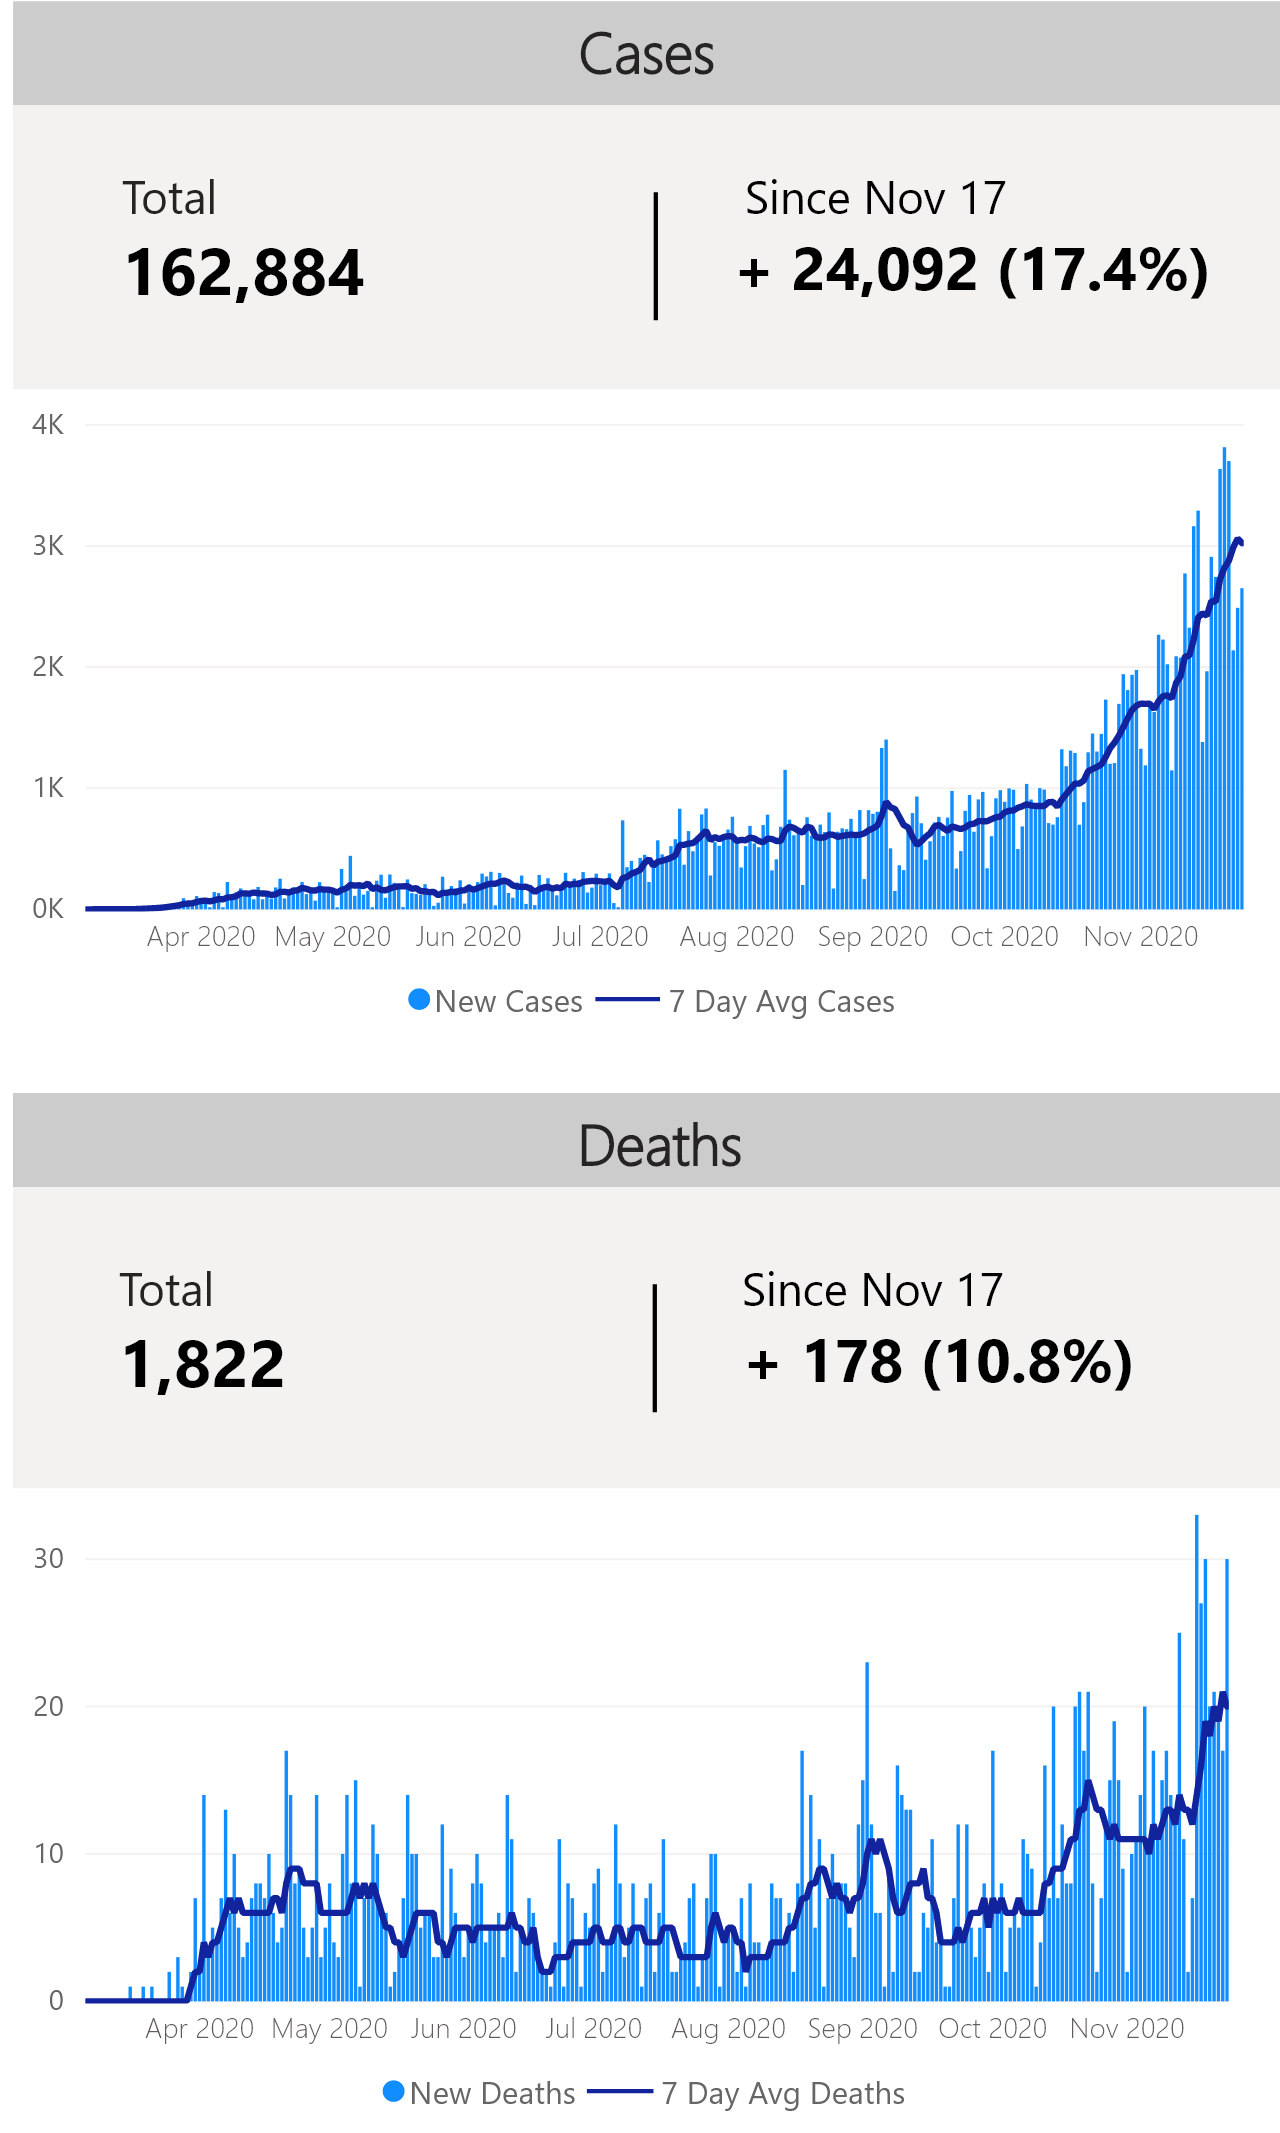 Cases
Total
Since Nov 17
162,884
+ 24,092 (17.4%)
4K
3K
2K
1K
0K
Apr 2020 May 2020 Jun 2020 Jul 2020 Aug 2020 Sep 2020 Oct 2020 Nov 2020
New Cases 7 Day Avg Cases
Deaths
Total
Since Nov 17
1,822
+ 178 (10.8%)
30
20
10
0
Apr 2020 May 2020 Jun 2020 Jul 2020 Aug 2020 Sep 2020 Oct 2020 Nov 2020
New Deaths 7 Day Avg Deaths